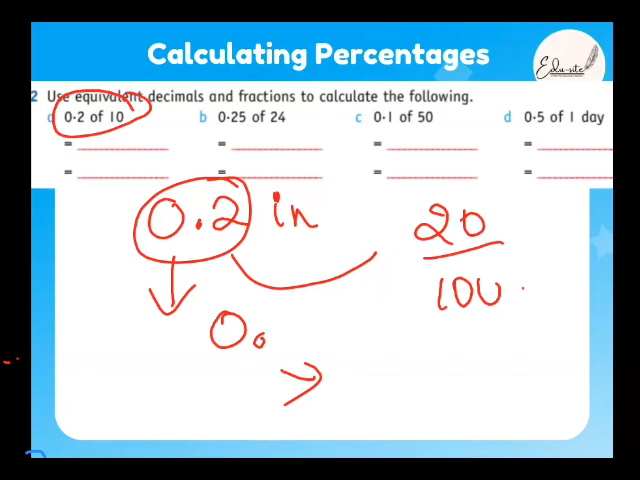 Calculating Percentages
Edu-site
2 Use equivalent decimals and fractions to calculate the following.
a 0·2 of 10 b 0·25 of 24 c 0·1 of 50 d 0·5 of 1 day
= = = =
= = = =
0.2 in
20
100
0.